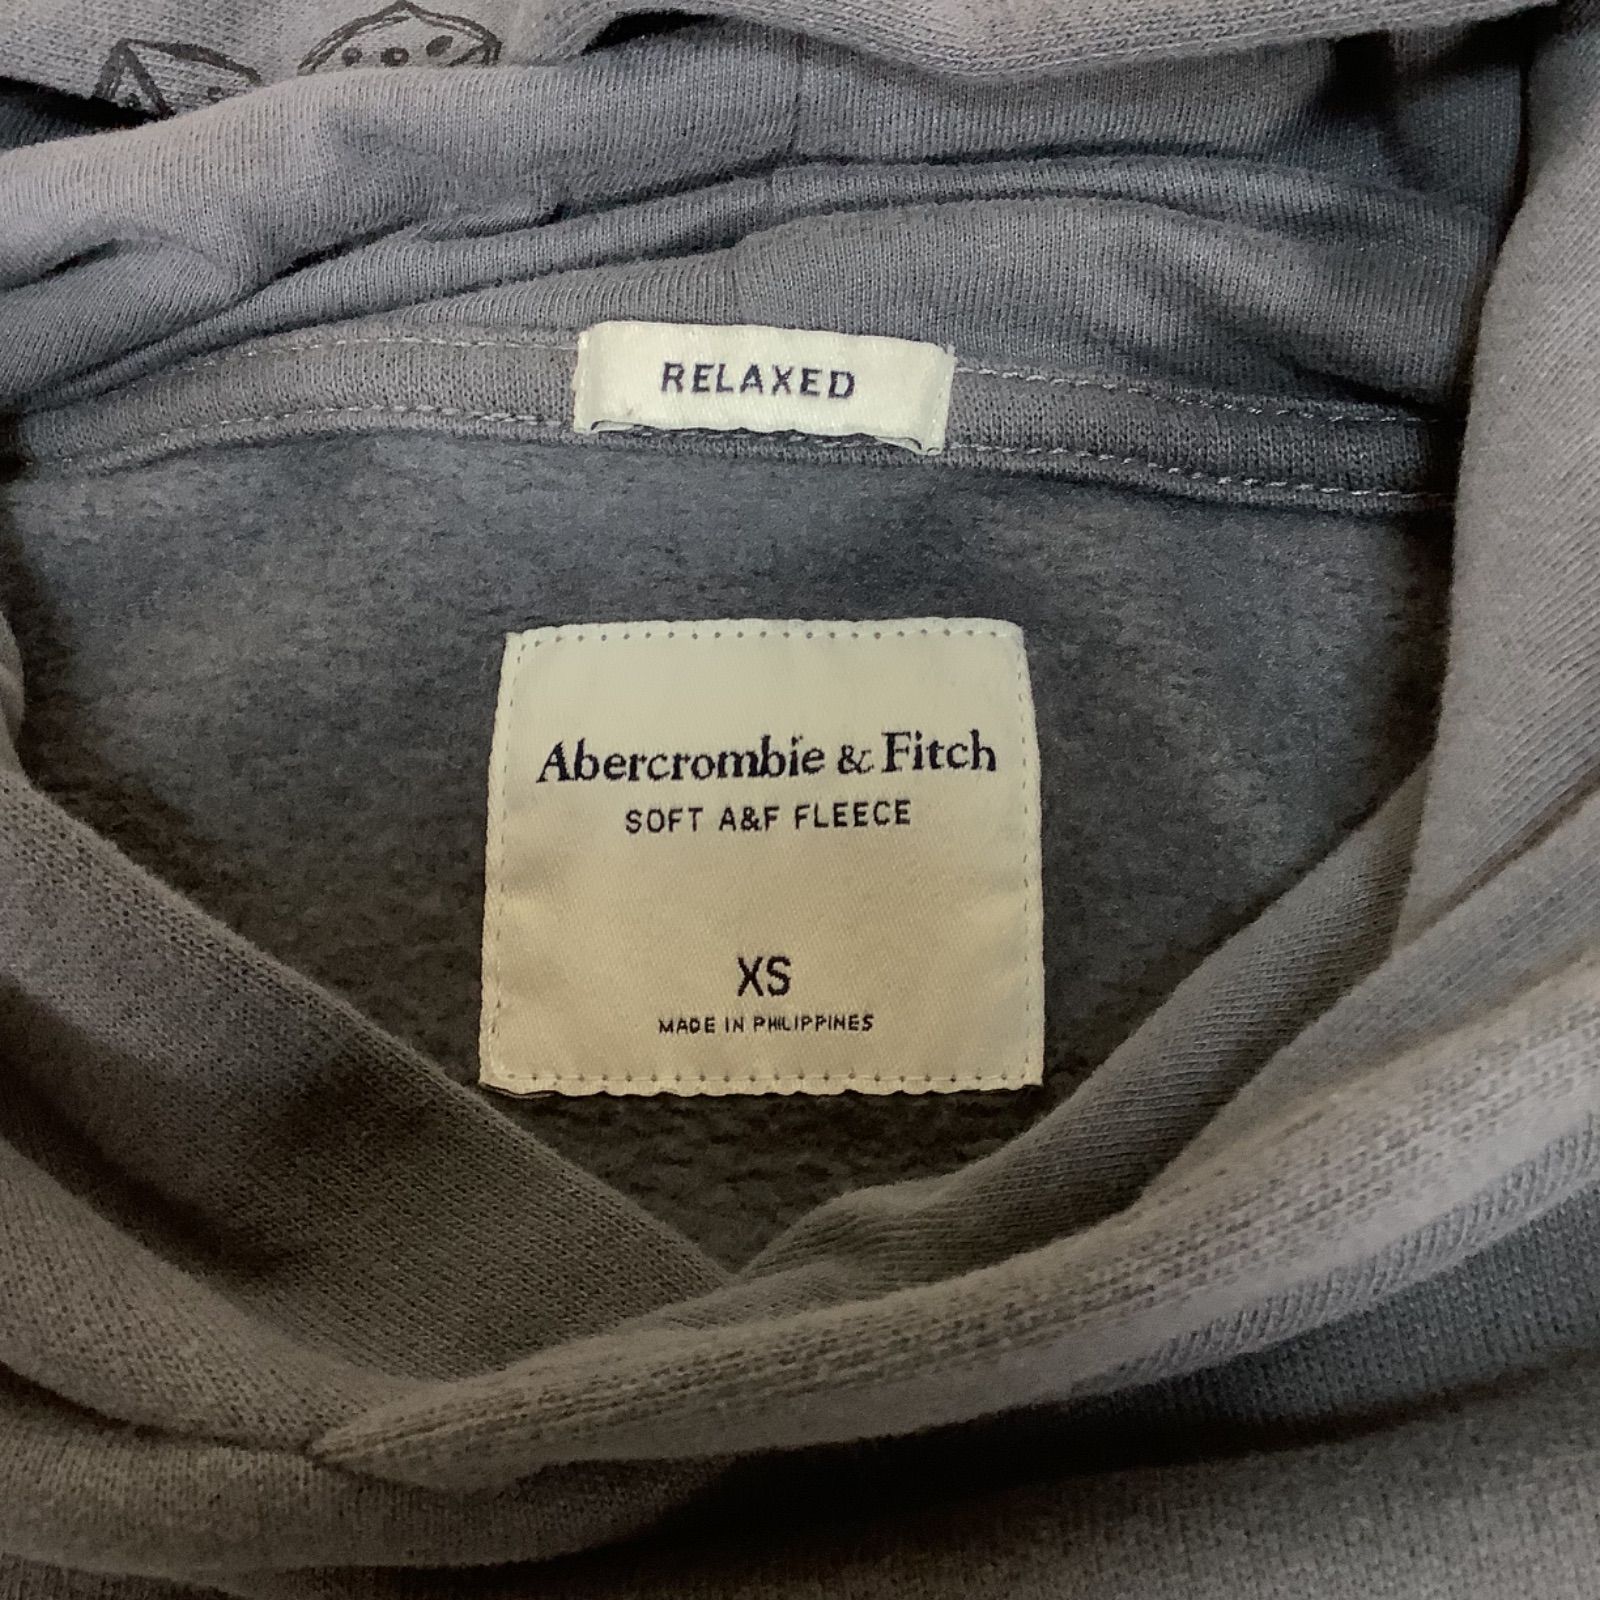 RELAXED
Abercrombie & Fitch
SOFT A&F FLEECE
XS
MADE IN PHILIPPINES